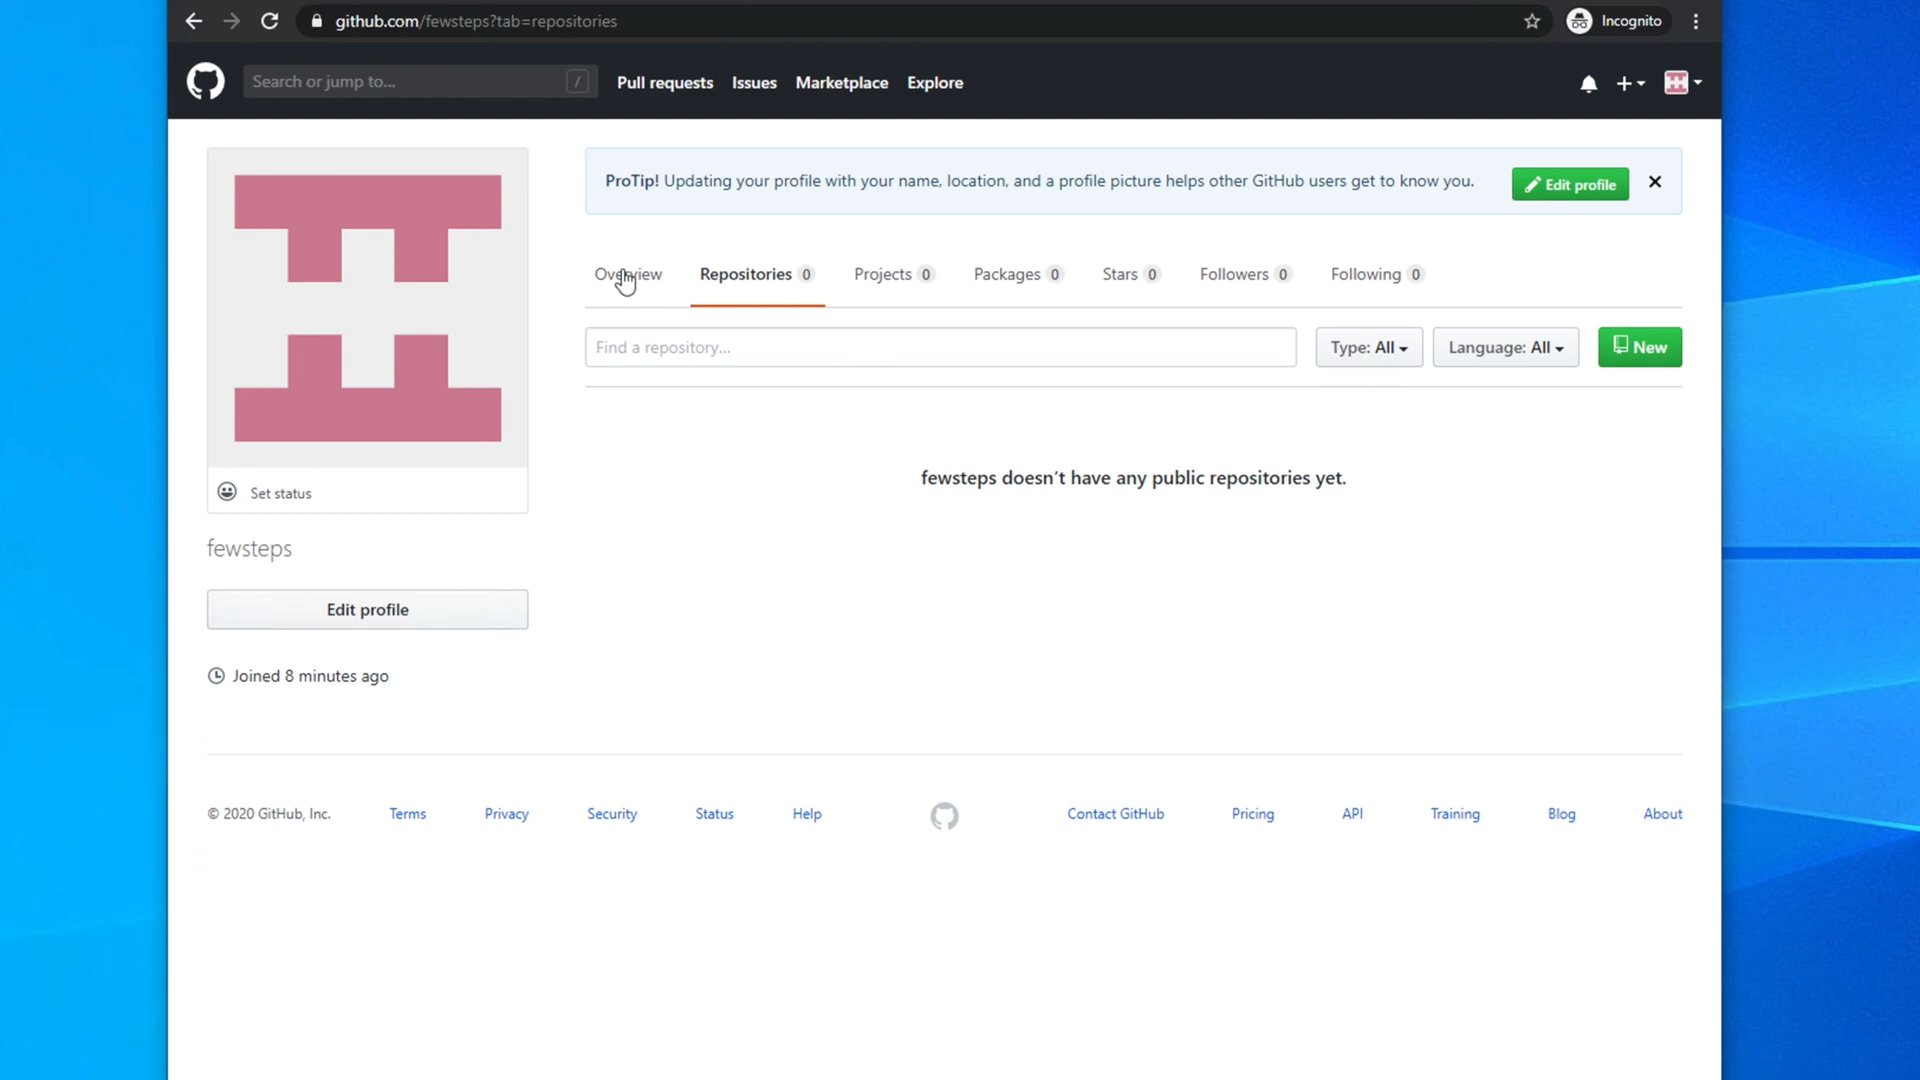 github.com/fewsteps?tab=repositories
Incognito
Search or jump to...
/
Pull requests
Issues
Marketplace
Explore
ProTip! Updating your profile with your name, location, and a profile picture helps other GitHub users get to know you.
Edit profile
Overview
Repositories 0
Projects 0
Packages 0
Stars 0
Followers 0
Following 0
Find a repository...
Type: All
Language: All
New
fewsteps doesn't have any public repositories yet.
Set status
fewsteps
Edit profile
Joined 8 minutes ago
© 2020 GitHub, Inc.
Terms
Privacy
Security
Status
Help
Contact GitHub
Pricing
API
Training
Blog
About